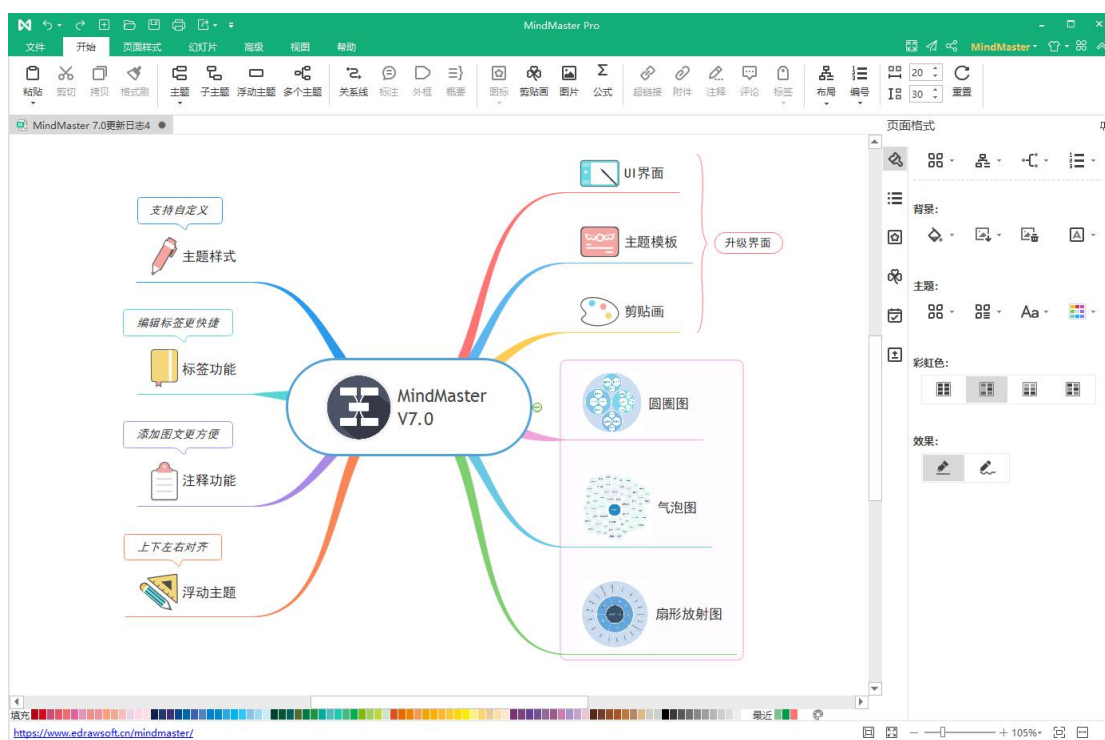 MindMaster Pro
文件 开始 页面样式 幻灯片 高级 视图 帮助
MindMaster
粘贴 剪切 拷贝 格式刷 主题 子主题 浮动主题 多个主题 关系线 标注 外框 概要 图标 剪贴画 图片 公式 超链接 附件 注释 评论 标签 布局 编号 重置
20
30
MindMaster 7.0更新日志4
页面格式
支持自定义
主题样式
编辑标签更快捷
标签功能
添加图文更方便
注释功能
上下左右对齐
浮动主题
MindMaster
V7.0
UI界面
主题模板
剪贴画
升级界面
圆圈图
气泡图
扇形放射图
背景:
主题:
Aa
彩虹色:
效果:
填充
最近
https://www.edrawsoft.cn/mindmaster/
105%